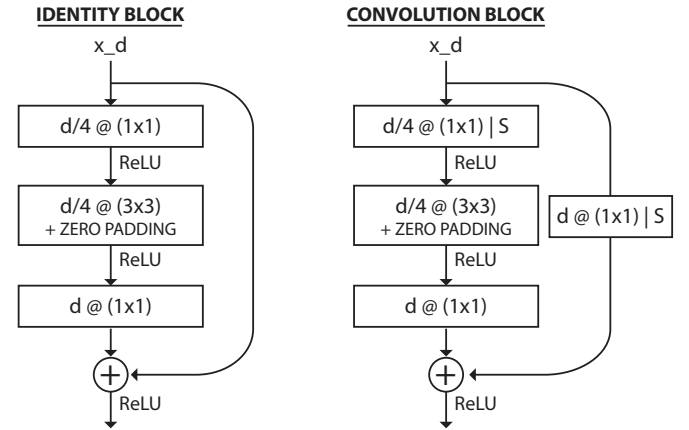 IDENTITY BLOCK
x_d
d/4 @ (1x1)
ReLU
d/4 @ (3x3)
+ ZERO PADDING
ReLU
d @ (1x1)
ReLU
CONVOLUTION BLOCK
x_d
d/4 @ (1x1) | S
ReLU
d/4 @ (3x3)
+ ZERO PADDING
d @ (1x1) | S
ReLU
d @ (1x1)
ReLU